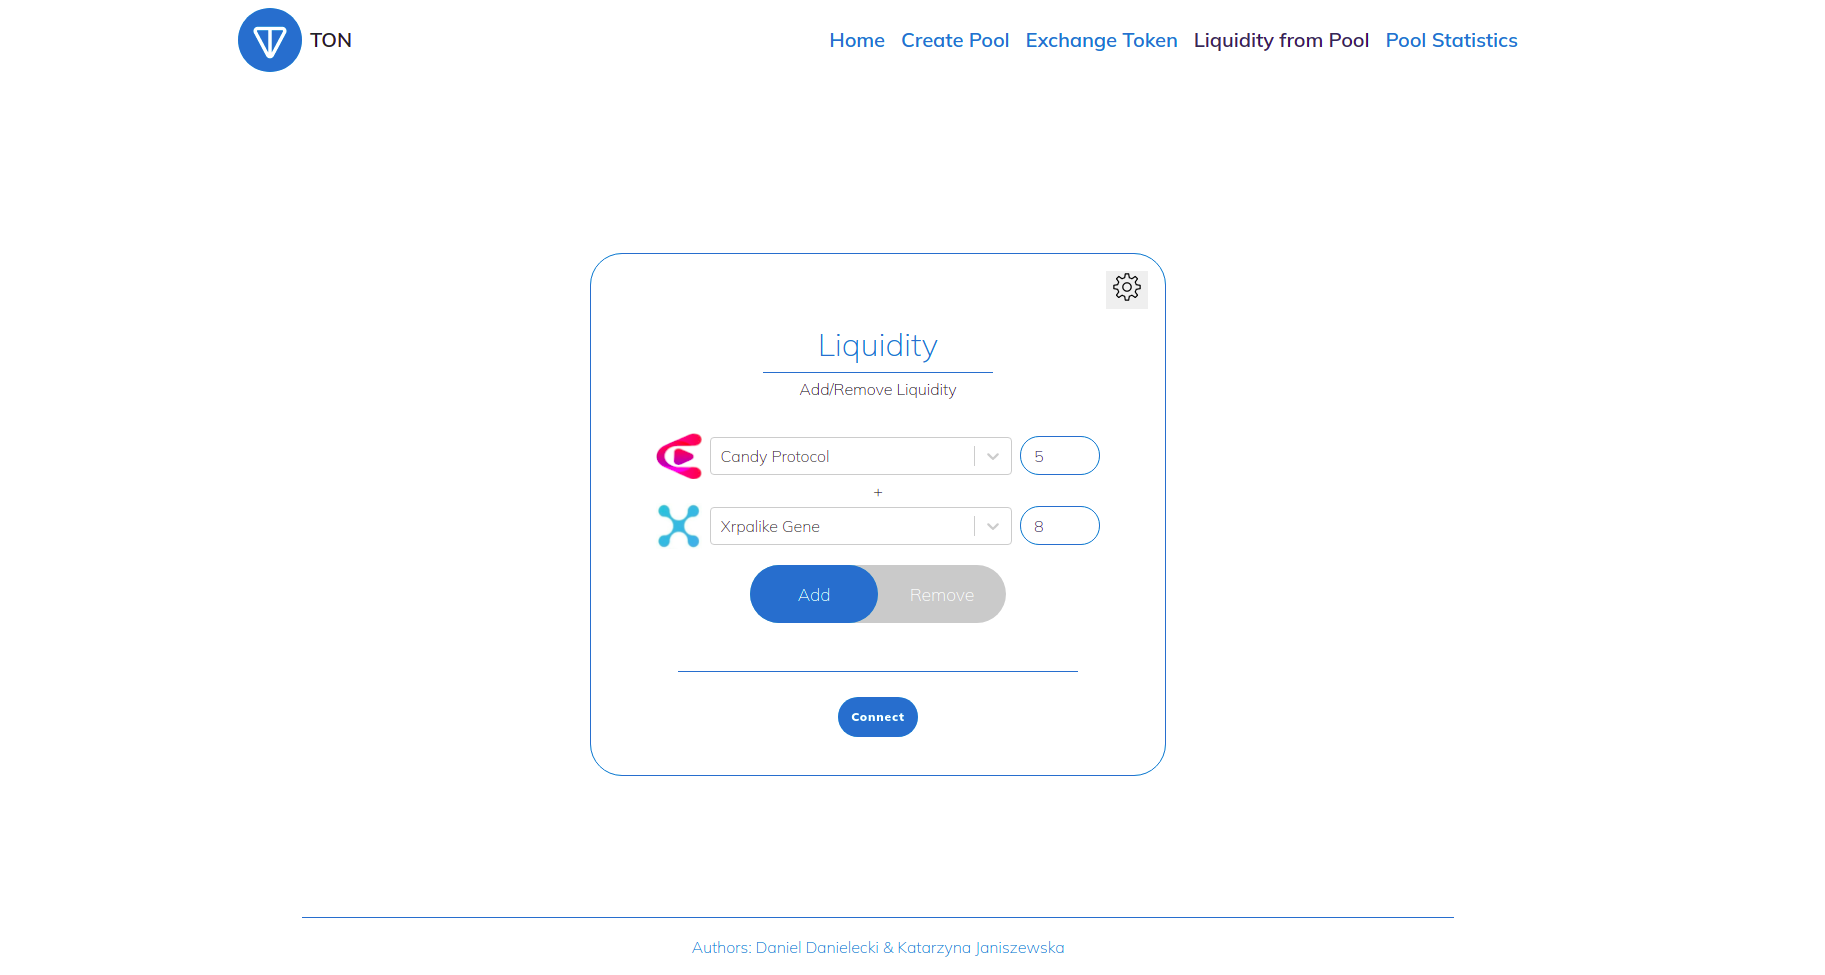 TON
Home Create Pool Exchange Token Liquidity from Pool Pool Statistics
Liquidity
Add/Remove Liquidity
Candy Protocol 5
+
Xrpalike Gene 8
Add Remove
Connect
Authors: Daniel Danielecki & Katarzyna Janiszewska